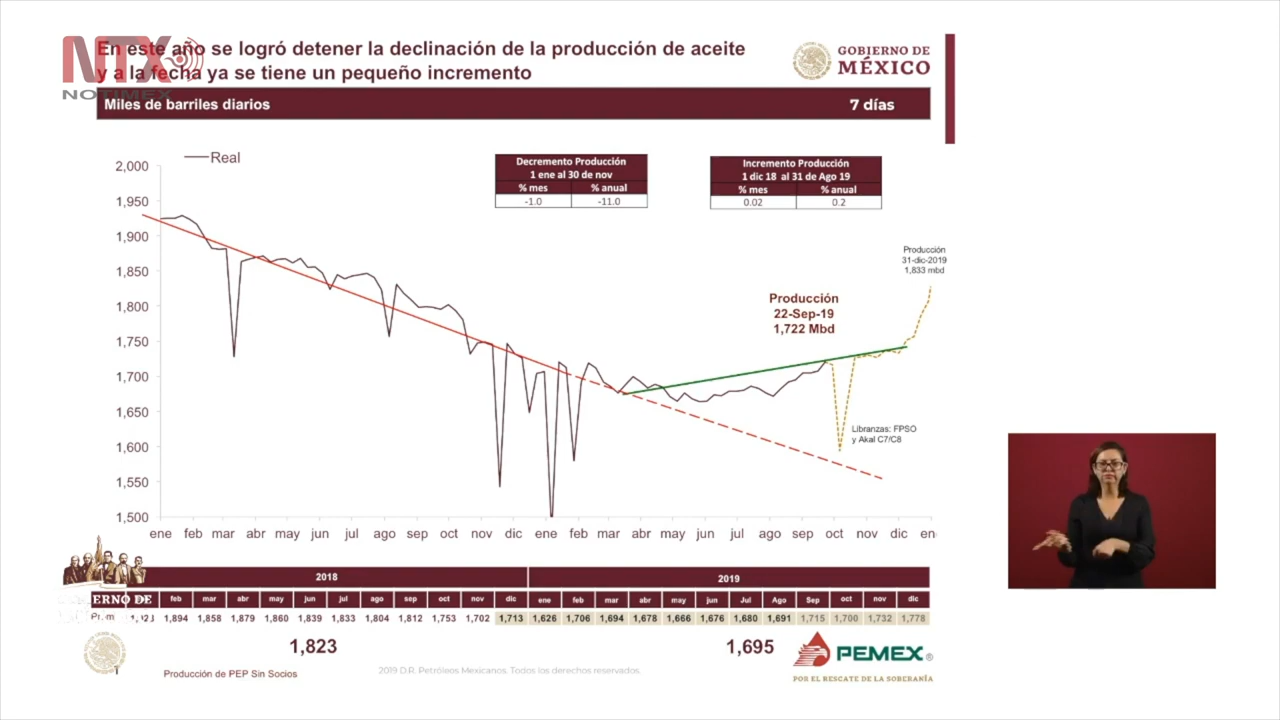 En este año se logró detener la declinación de la producción de aceite
y a la fecha ya se tiene un pequeño incremento
NTX
NOTIMEX
GOBIERNO DE
MÉXICO
Miles de barriles diarios 7 días
Real
Decremento Producción
1 ene al 30 de nov
% mes % anual
-1.0 -11.0
Incremento Producción
1 dic 18 al 31 de Ago 19
% mes % anual
0.02 0.2
2,000
1,950
1,900
1,850
1,800
1,750
1,700
1,650
1,600
1,550
1,500
Producción
31-dic-2019
1,833 mbd
Producción
22-Sep-19
1,722 Mbd
Libranzas: FPSO
y Akal C7/C8
ene feb mar abr may jun jul ago sep oct nov dic ene feb mar abr may jun jul ago sep oct nov dic en
2018 2019
feb mar abr may jun jul ago sep oct nov dic ene feb mar abr may jun Jul Ago Sep oct nov dic
ERNO DE
Prom 1,894 1,858 1,879 1,860 1,839 1,833 1,804 1,812 1,753 1,702 1,713 1,626 1,706 1,694 1,678 1,666 1,676 1,680 1,691 1,715 1,700 1,732 1,778
1,823 1,695
PEMEX®
POR EL RESCATE DE LA SOBERANÍA
Producción de PEP Sin Socios
2019 D.R. Petróleos Mexicanos. Todos los derechos reservados.